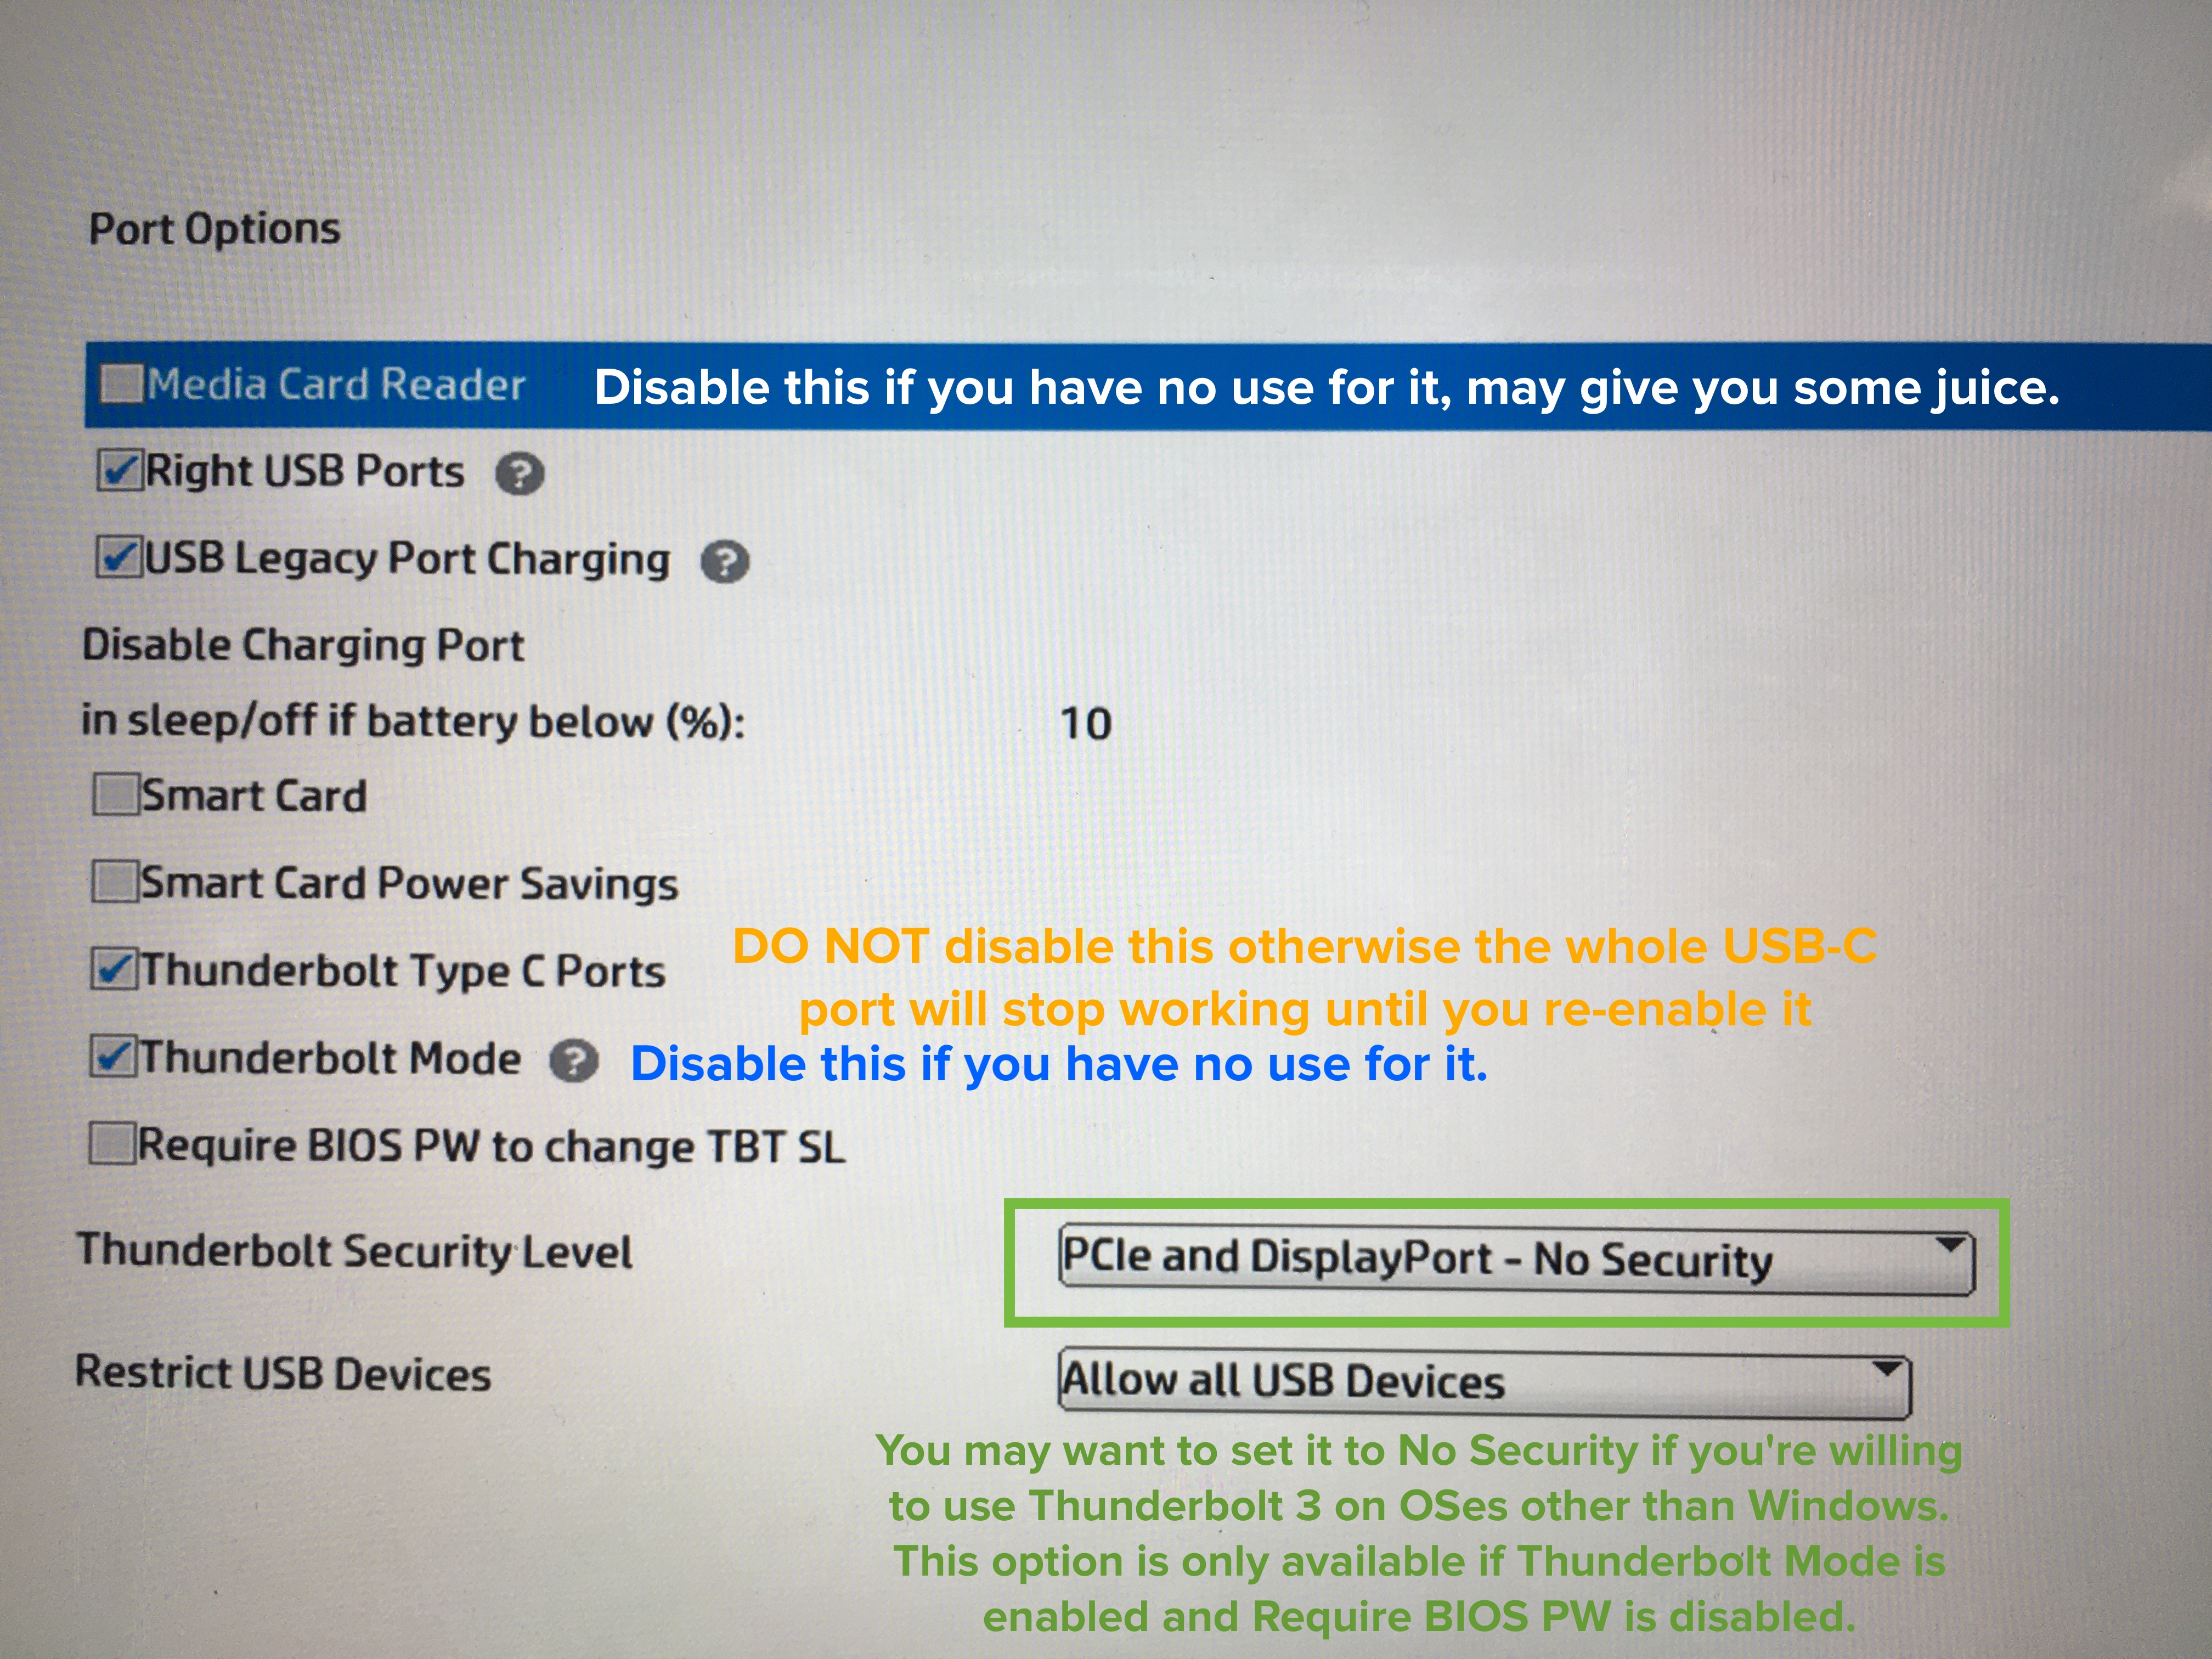 Port Options
Media Card Reader Disable this if you have no use for it, may give you some juice.
Right USB Ports ?
USB Legacy Port Charging ?
Disable Charging Port
in sleep/off if battery below (%): 10
Smart Card
Smart Card Power Savings
DO NOT disable this otherwise the whole USB-C
Thunderbolt Type C Ports
port will stop working until you re-enable it
Thunderbolt Mode ? Disable this if you have no use for it.
Require BIOS PW to change TBT SL
Thunderbolt Security Level PCIe and DisplayPort - No Security
Restrict USB Devices Allow all USB Devices
You may want to set it to No Security if you're willing
to use Thunderbolt 3 on OSes other than Windows.
This option is only available if Thunderbolt Mode is
enabled and Require BIOS PW is disabled.